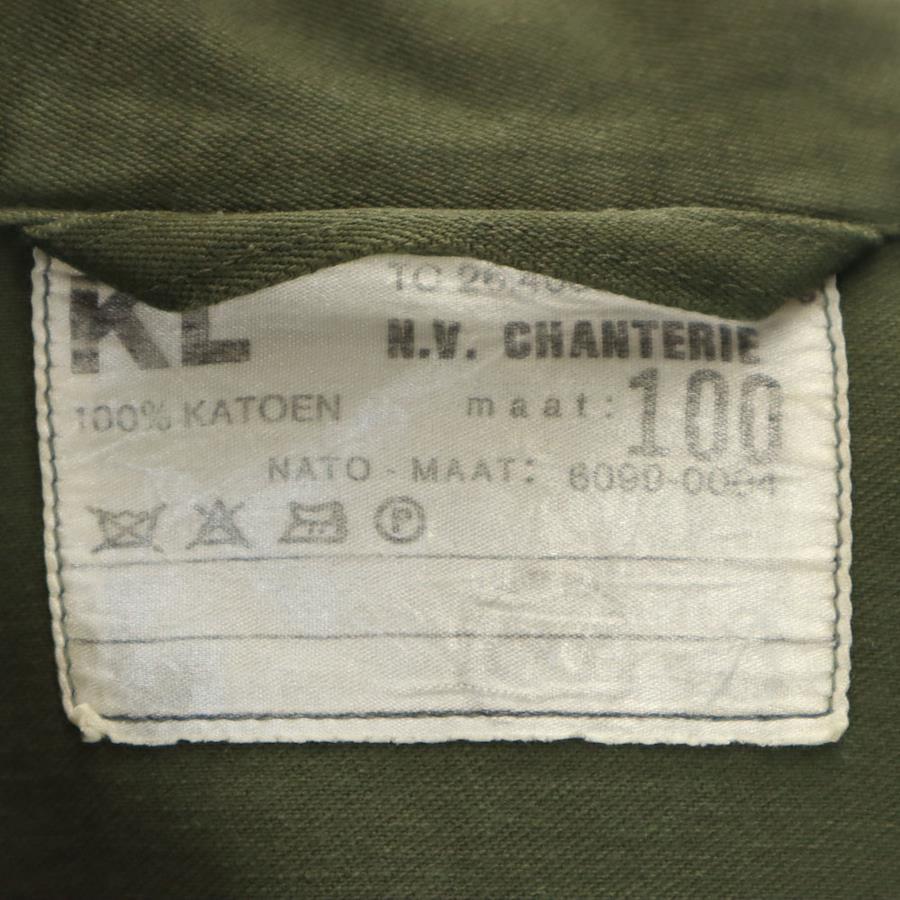 KL
N.V. CHANTERIE
100% KATOEN
maat: 100
NATO - MAAT:
P